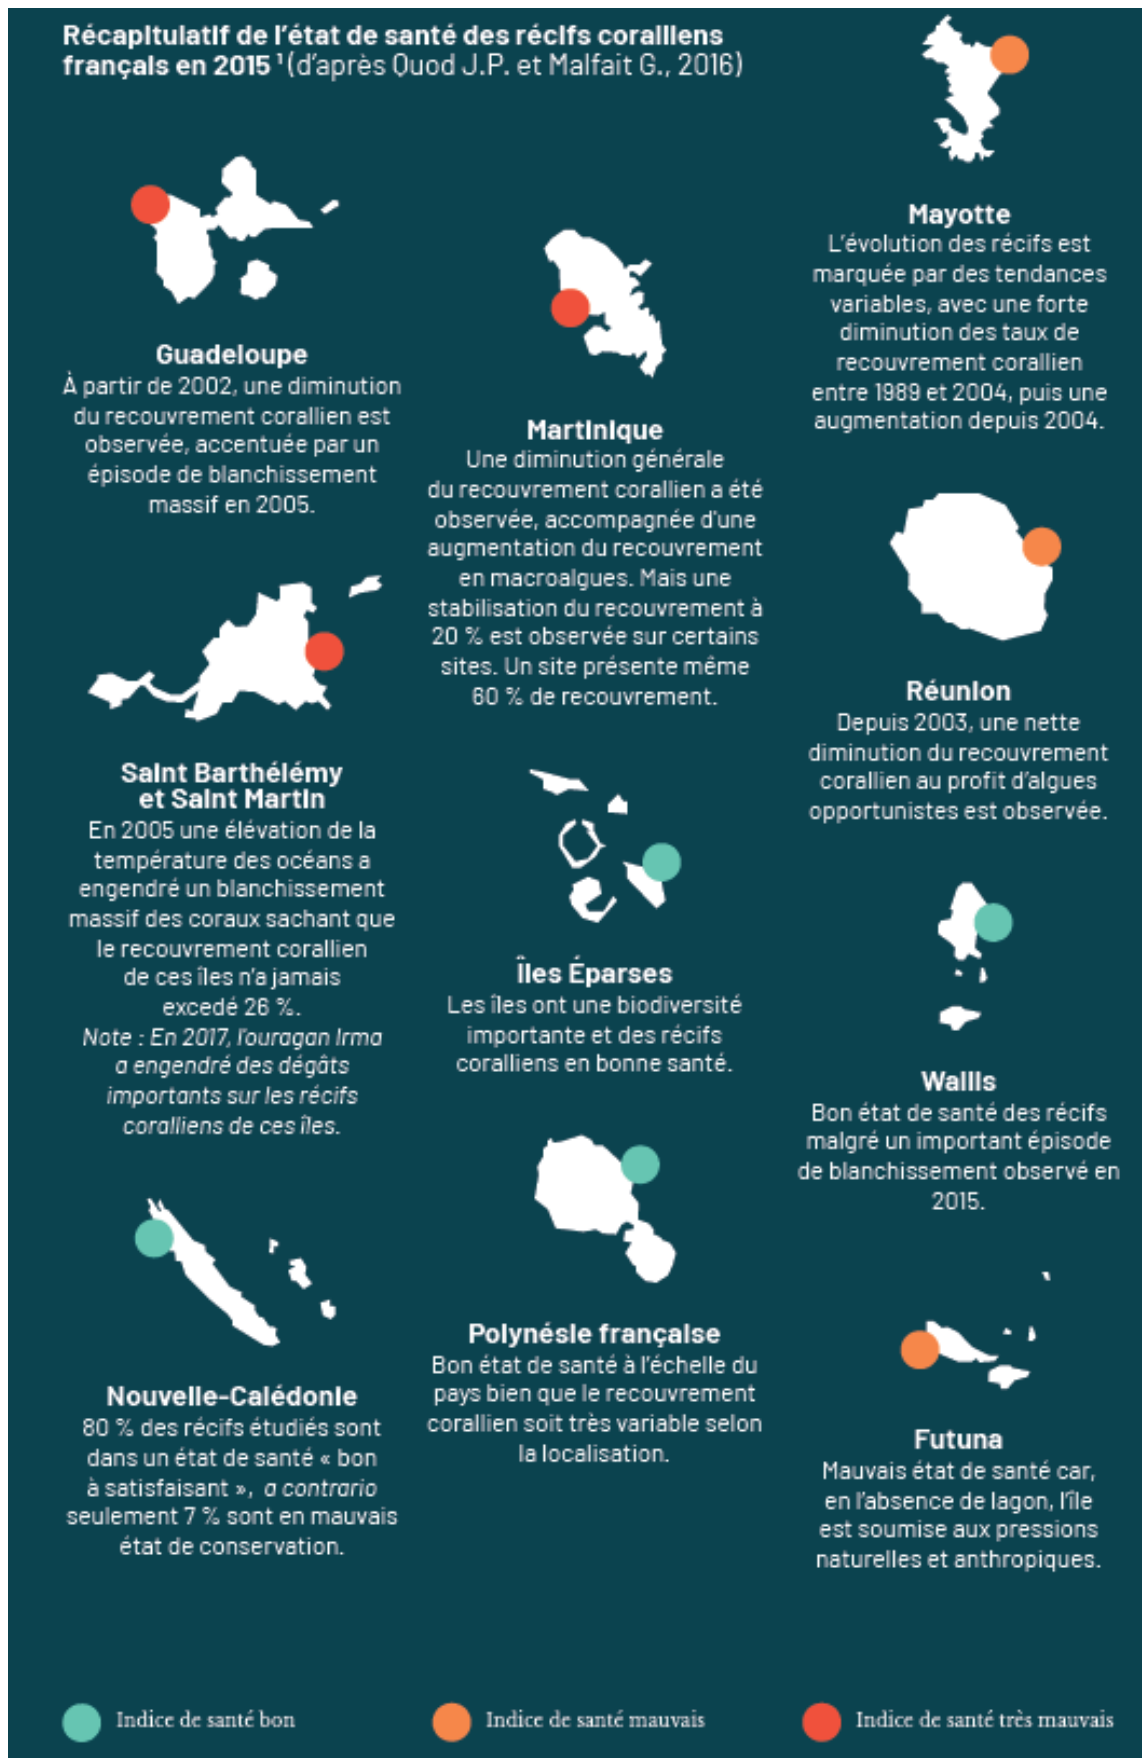 Récapitulatif de l'état de santé des récifs coralliens
français en 2015 ¹ (d'après Quod J.P. et Malfait G., 2016)
Guadeloupe
À partir de 2002, une diminution
du recouvrement corallien est
observée, accentuée par un
épisode de blanchissement
massif en 2005.
Saint Barthélémy
et Saint Martin
En 2005 une élévation de la
température des océans a
engendré un blanchissement
massif des coraux sachant que
le recouvrement corallien
de ces îles n'a jamais
excedé 26 %.
Note : En 2017, l'ouragan Irma
a engendré des dégâts
importants sur les récifs
coralliens de ces îles.
Nouvelle-Calédonie
80 % des récifs étudiés sont
dans un état de santé « bon
à satisfaisant », a contrario
seulement 7 % sont en mauvais
état de conservation.
Martinique
Une diminution générale
du recouvrement corallien a été
observée, accompagnée d'une
augmentation du recouvrement
en macroalgues. Mais une
stabilisation du recouvrement à
20 % est observée sur certains
sites. Un site présente même
60 % de recouvrement.
Îles Éparses
Les îles ont une biodiversité
importante et des récifs
coralliens en bonne santé.
Polynésie française
Bon état de santé à l'échelle du
pays bien que le recouvrement
corallien soit très variable selon
la localisation.
Mayotte
L'évolution des récifs est
marquée par des tendances
variables, avec une forte
diminution des taux de
recouvrement corallien
entre 1989 et 2004, puis une
augmentation depuis 2004.
Réunion
Depuis 2003, une nette
diminution du recouvrement
corallien au profit d'algues
opportunistes est observée.
Wallis
Bon état de santé des récifs
malgré un important épisode
de blanchissement observé en
2015.
Futuna
Mauvais état de santé car,
en l'absence de lagon, l'île
est soumise aux pressions
naturelles et anthropiques.
Indice de santé bon
Indice de santé mauvais
Indice de santé très mauvais